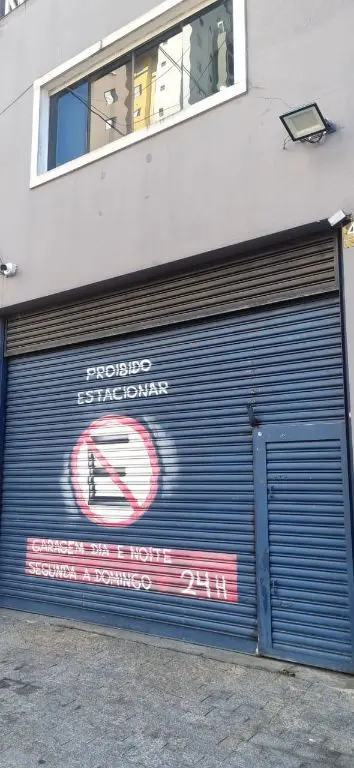 PROIBIDO
ESTACIONAR
E
GARAGEM DIA E NOITE
SEGUNDA A DOMINGO 24H